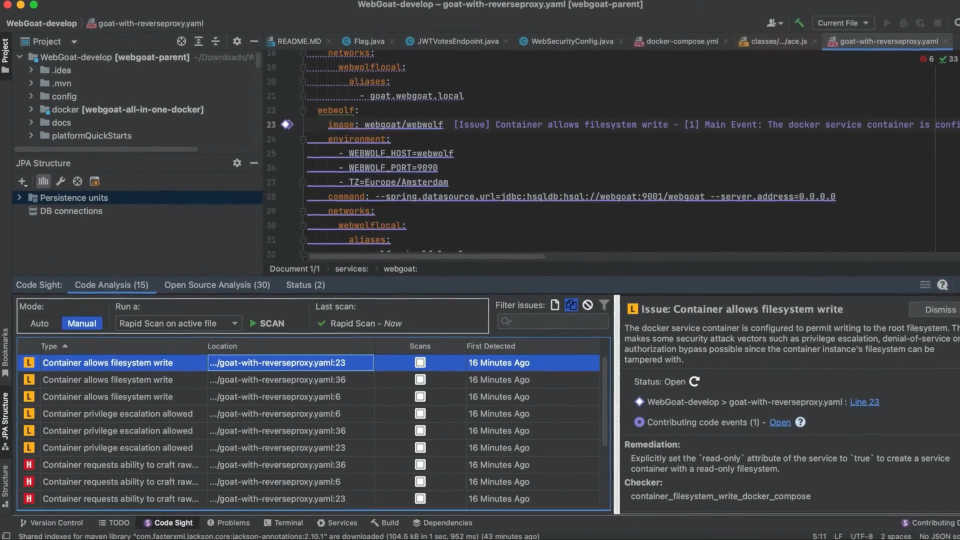 WebGoat-develop – goat-with-reverseproxy.yaml [webgoat-parent]
WebGoat-develop > goat-with-reverseproxy.yaml
Current File
Project
README.MD
Flag.java
JWTVotesEndpoint.java
WebSecurityConfig.java
docker-compose.yml
classes/.../ace.js
goat-with-reverseproxy.yaml
WebGoat-develop [webgoat-parent] ~/Downloads/
.idea
.mvn
config
docker [webgoat-all-in-one-docker]
docs
platformQuickStarts
JPA Structure
Persistence units
DB connections
networks:
6 33
19 webwolflocal:
20 aliases:
21 - goat.webgoat.local
22 webwolf:
23 image: webgoat/webwolf [Issue] Container allows filesystem write - [1] Main Event: The docker service container is confi
24 environment:
25 - WEBWOLF_HOST=webwolf
26 - WEBWOLF_PORT=9090
27 - TZ=Europe/Amsterdam
28 command: --spring.datasource.url=jdbc:hsqldb:hsql://webgoat:9001/webgoat --server.address=0.0.0.0
29 networks:
30 webwolflocal:
31 aliases:
Document 1/1 services: webgoat:
Code Sight: Code Analysis (15) Open Source Analysis (30) Status (2)
Mode: Run a: Last scan:
Auto Manual Rapid Scan on active file SCAN Rapid Scan - Now
Filter issues:
Type Location Scans First Detected
L Container allows filesystem write .../goat-with-reverseproxy.yaml:23 16 Minutes Ago
L Container allows filesystem write .../goat-with-reverseproxy.yaml:36 16 Minutes Ago
L Container allows filesystem write .../goat-with-reverseproxy.yaml:6 16 Minutes Ago
L Container privilege escalation allowed .../goat-with-reverseproxy.yaml:6 16 Minutes Ago
L Container privilege escalation allowed .../goat-with-reverseproxy.yaml:36 16 Minutes Ago
L Container privilege escalation allowed .../goat-with-reverseproxy.yaml:23 16 Minutes Ago
H Container requests ability to craft raw... .../goat-with-reverseproxy.yaml:36 16 Minutes Ago
H Container requests ability to craft raw... .../goat-with-reverseproxy.yaml:6 16 Minutes Ago
H Container requests ability to craft raw... .../goat-with-reverseproxy.yaml:23 16 Minutes Ago
L Issue: Container allows filesystem write Dismiss
The docker service container is configured to permit writing to the root filesystem. Th
makes some security attack vectors such as privilege escalation, denial-of-service or
authorization bypass possible since the container instance's filesystem can be
tampered with.
Status: Open
WebGoat-develop > goat-with-reverseproxy.yaml : Line 23
Contributing code events (1) - Open
Remediation:
Explicitly set the `read-only` attribute of the service to `true` to create a service
container with a read-only filesystem.
Checker:
container_filesystem_write_docker_compose
Project
Bookmarks
JPA Structure
Structure
Version Control TODO Code Sight Problems Terminal Services Build Dependencies Contributing
Shared indexes for maven library "com.fasterxml.jackson.core:jackson-annotations:2.10.1" are downloaded (104.5 kB in 1 sec, 952 ms) (43 minutes ago)
5:11 LF UTF-8 2 spaces No JSON sc